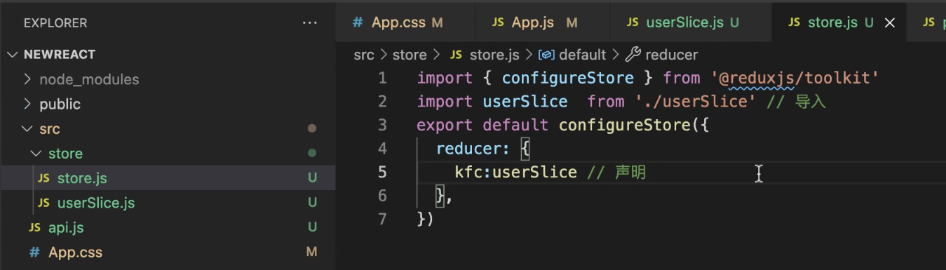 EXPLORER ···
NEWREACT
node_modules
public
src
store
JS store.js U
JS userSlice.js U
JS api.js U
# App.css M
# App.css M JS App.js M JS userSlice.js U JS store.js U × JS
src > store > JS store.js > default > reducer
1 import { configureStore } from '@reduxjs/toolkit'
2 import userSlice  from './userSlice' // 导入
3 export default configureStore({
4   reducer: {
5     kfc:userSlice // 声明
6   },
7 })